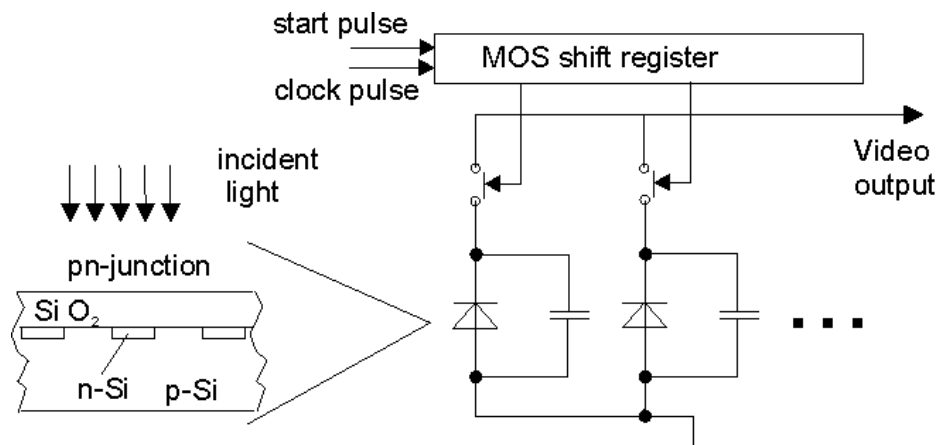 start pulse
MOS shift register
clock pulse
Video
output
incident
light
pn-junction
Si O2
n-Si
p-Si